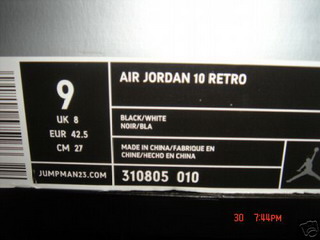 9
UK 8
EUR 42.5
CM 27
JUMPMAN23.COM
AIR JORDAN 10 RETRO
BLACK/WHITE
NOIR/BLA
MADE IN CHINA/FABRIQUE EN
CHINE/HECHO EN CHINA
310805 010
30 7:44PM